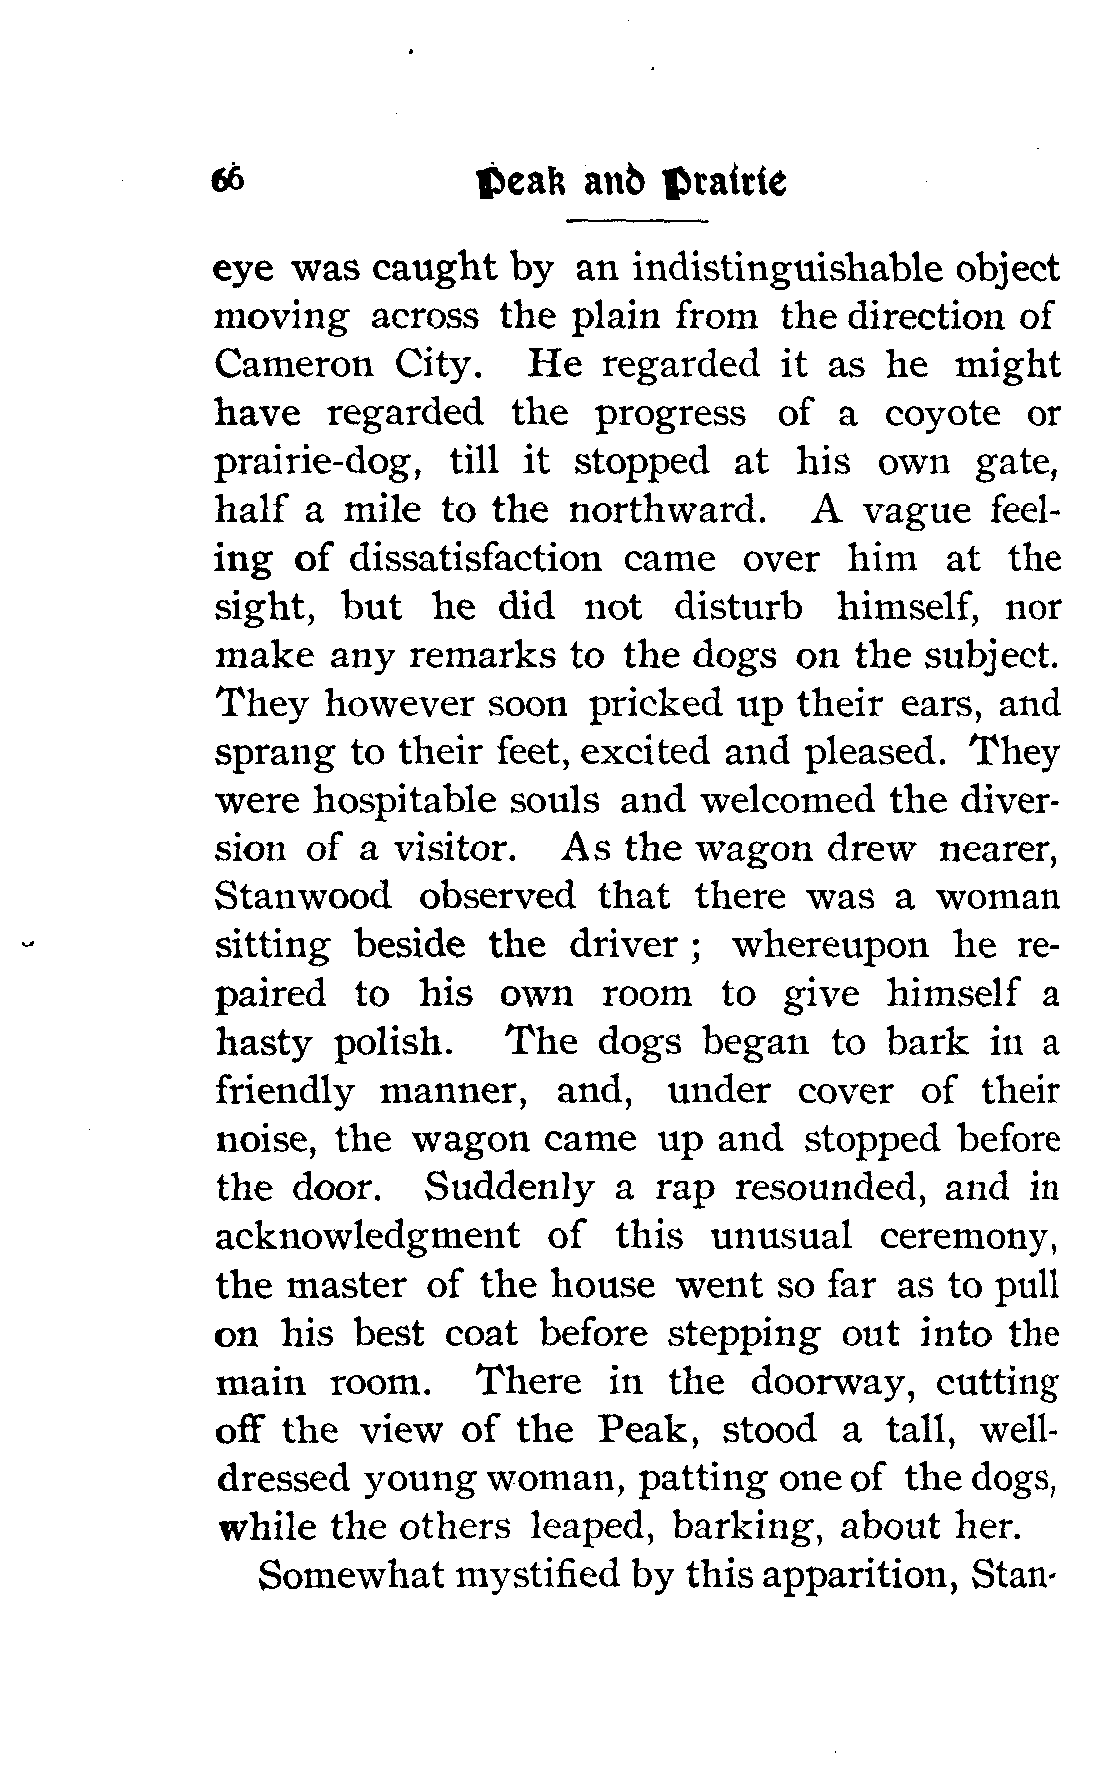 66 Peak and Prairie
eye was caught by an indistinguishable object
moving across the plain from the direction of
Cameron City. He regarded it as he might
have regarded the progress of a coyote or
prairie-dog, till it stopped at his own gate,
half a mile to the northward. A vague feel-
ing of dissatisfaction came over him at the
sight, but he did not disturb himself, nor
make any remarks to the dogs on the subject.
They however soon pricked up their ears, and
sprang to their feet, excited and pleased. They
were hospitable souls and welcomed the diver-
sion of a visitor. As the wagon drew nearer,
Stanwood observed that there was a woman
sitting beside the driver ; whereupon he re-
paired to his own room to give himself a
hasty polish. The dogs began to bark in a
friendly manner, and, under cover of their
noise, the wagon came up and stopped before
the door. Suddenly a rap resounded, and in
acknowledgment of this unusual ceremony,
the master of the house went so far as to pull
on his best coat before stepping out into the
main room. There in the doorway, cutting
off the view of the Peak, stood a tall, well-
dressed young woman, patting one of the dogs,
while the others leaped, barking, about her.
Somewhat mystified by this apparition, Stan-